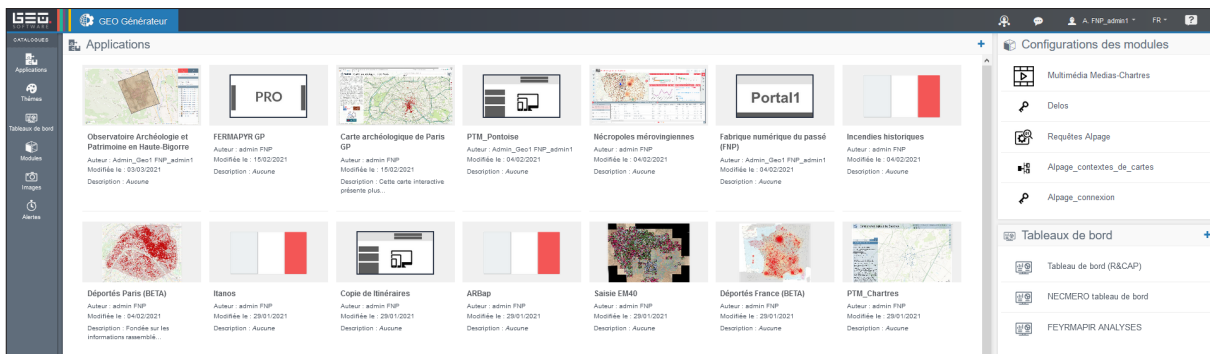 GEO
SOFTWARE
GEO Générateur
A. FNP_admin1
FR
?
CATALOGUES
Applications
Thèmes
Tableaux de bord
Modules
Images
Alertes
Applications
+
PRO
Portal1
Observatoire Archéologie et
Patrimoine en Haute-Bigorre
Auteur : Admin_Geo1 FNP_admin1
Modifiée le : 03/03/2021
Description : Aucune
FERMAPYR GP
Auteur : admin FNP
Modifiée le : 15/02/2021
Description : Aucune
Carte archéologique de Paris
GP
Auteur : admin FNP
Modifiée le : 15/02/2021
Description : Cette carte interactive
présente plus...
PTM_Pontoise
Auteur : Admin_Geo1 FNP_admin1
Modifiée le : 04/02/2021
Description : Aucune
Nécropoles mérovingiennes
Auteur : admin FNP
Modifiée le : 04/02/2021
Description : Aucune
Fabrique numérique du passé
(FNP)
Auteur : Admin_Geo1 FNP_admin1
Modifiée le : 04/02/2021
Description : Aucune
Incendies historiques
Auteur : admin FNP
Modifiée le : 04/02/2021
Description : Aucune
Déportés Paris (BETA)
Auteur : admin FNP
Modifiée le : 04/02/2021
Description : Fondée sur les
informations rassemblé...
Itanos
Auteur : admin FNP
Modifiée le : 29/01/2021
Description : Aucune
Copie de Itinéraires
Auteur : admin FNP
Modifiée le : 29/01/2021
Description : Aucune
ARBap
Auteur : admin FNP
Modifiée le : 29/01/2021
Description : Aucune
Saisie EM40
Auteur : admin FNP
Modifiée le : 29/01/2021
Description : Aucune
Déportés France (BETA)
Auteur : admin FNP
Modifiée le : 29/01/2021
Description : Aucune
PTM_Chartres
Auteur : admin FNP
Modifiée le : 29/01/2021
Description : Aucune
Configurations des modules
Multimédia Medias-Chartres
Delos
Requêtes Alpage
Alpage_contextes_de_cartes
Alpage_connexion
Tableaux de bord
+
Tableau de bord (R&CAP)
NECMERO tableau de bord
FEYRMAPIR ANALYSES